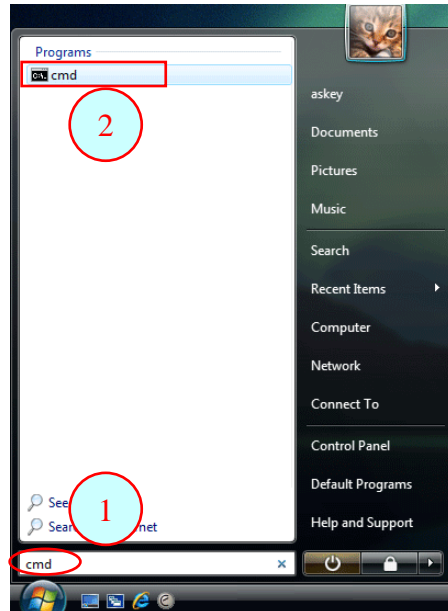 Programs
cmd
2
askey
Documents
Pictures
Music
Search
Recent Items
Computer
Network
Connect To
Control Panel
Default Programs
Help and Support
1
cmd